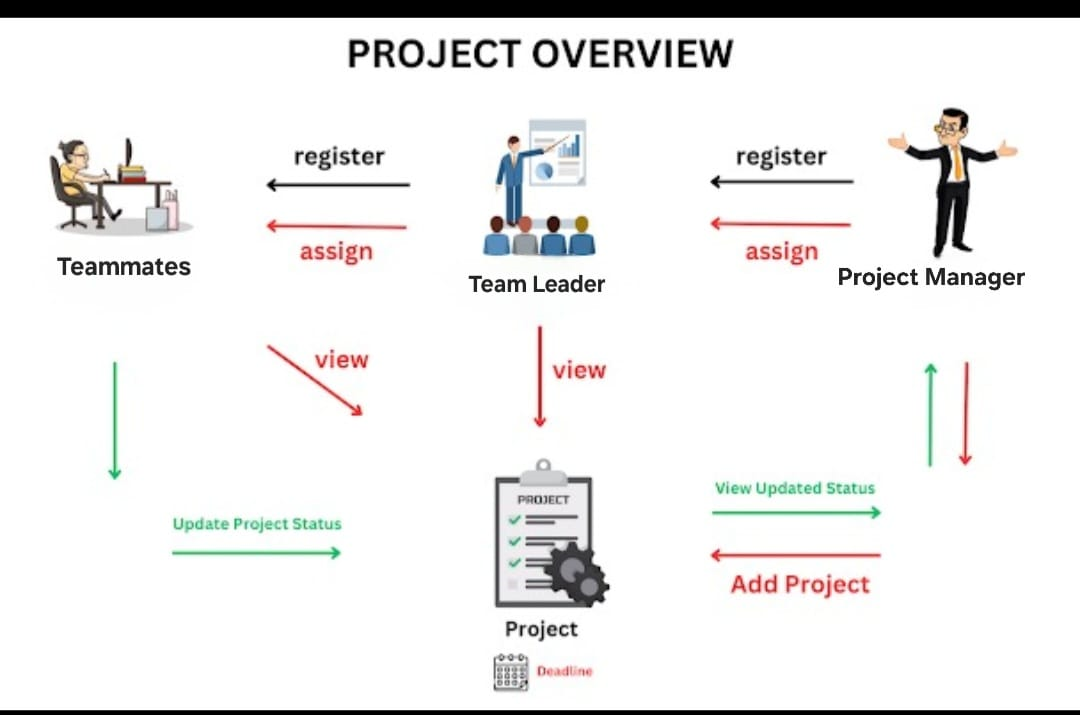 PROJECT OVERVIEW
register
register
assign
assign
Teammates
Team Leader
Project Manager
view
view
PROJECT
View Updated Status
Update Project Status
Add Project
Project
Deadline